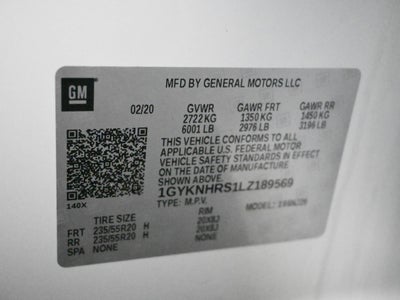 GM
MFD BY GENERAL MOTORS LLC
02/20 GVWR GAWR FRT GAWR RR
2722 KG 1350 KG 1450 KG
6001 LB 2976 LB 3196 LB
THIS VEHICLE CONFORMS TO ALL
APPLICABLE U.S. FEDERAL MOTOR
VEHICLE SAFETY STANDARDS IN EFFECT
ON THE DATE OF MANUFACTURE
SHOWN ABOVE.
1GYKNHRS1LZ189569
140X
TYPE: M.P.V. MODEL:
TIRE SIZE RIM
FRT 235/55R20 H 20X8J
RR 235/55R20 H 20X8J
SPA NONE NONE